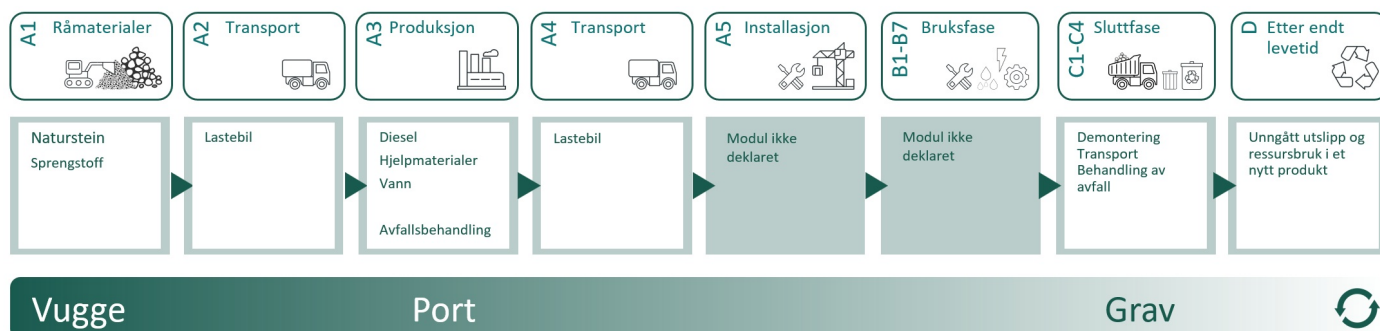 A1 Råmaterialer
A2 Transport
A3 Produksjon
A4 Transport
A5 Installasjon
B1-B7 Bruksfase
C1-C4 Sluttfase
D Etter endt
levetid
Naturstein
Sprengstoff
Lastebil
Diesel
Hjelpmaterialer
Vann
Avfallsbehandling
Lastebil
Modul ikke
deklaret
Modul ikke
deklaret
Demontering
Transport
Behandling av
avfall
Unngått utslipp og
ressursbruk i et
nytt produkt
Vugge
Port
Grav